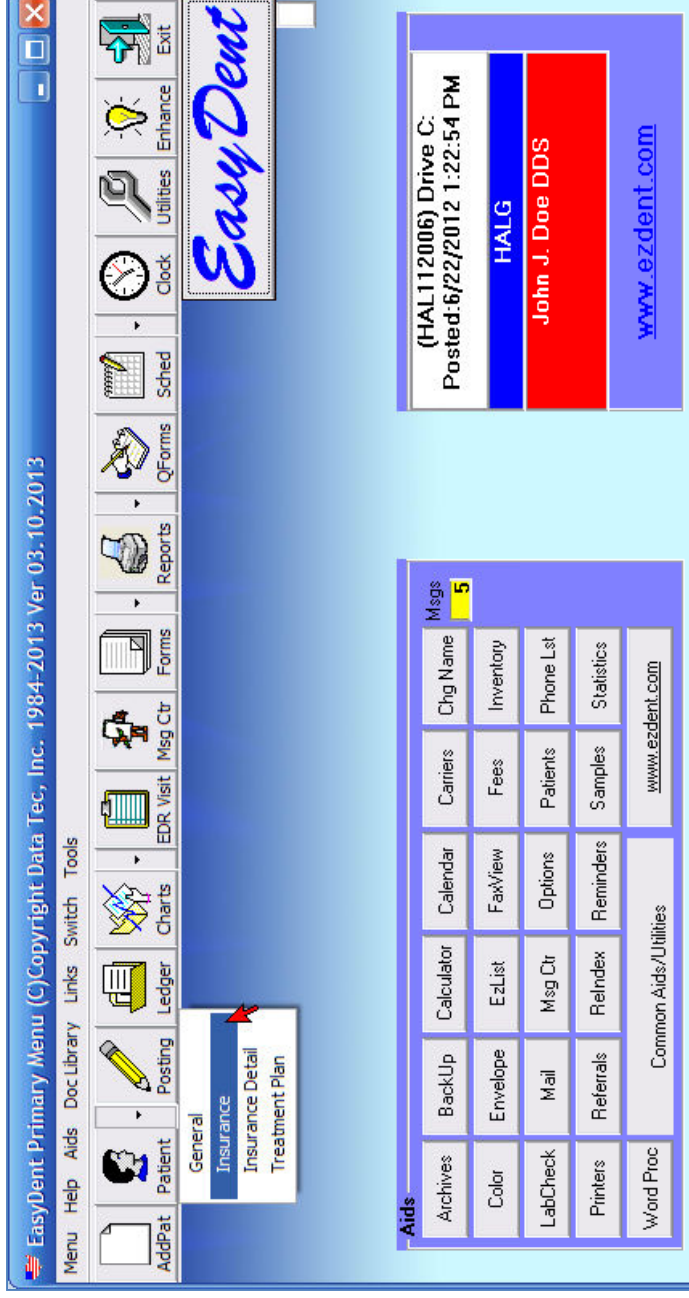 EasyDent Primary Menu (C)Copyright Data Tec, Inc. 1984-2013 Ver 03.10.2013
Menu Help Aids Doc Library Links Switch Tools
AddPat Patient Posting Ledger Charts EDR Visit Msg Ctr Forms Reports QForms Sched Clock Utilities Enhance Exit
General
Insurance
Insurance Detail
Treatment Plan
EasyDent
Aids
Archives BackUp Calculator Calendar Carriers Chg Name Msgs
5
Color Envelope EzList FaxView Fees Inventory
LabCheck Mail Msg Ctr Options Patients Phone Lst
Printers Referrals ReIndex Reminders Samples Statistics
Word Proc Common Aids/Utilities www.ezdent.com
(HAL112006) Drive C:
Posted:6/22/2012 1:22:54 PM
HALG
John J. Doe DDS
www.ezdent.com